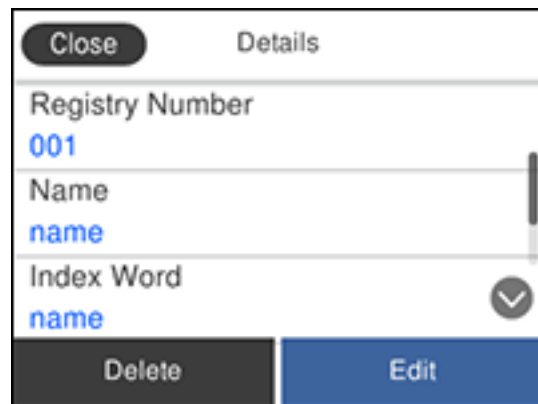 Close Details
Registry Number
001
Name
name
Index Word
name
Delete Edit